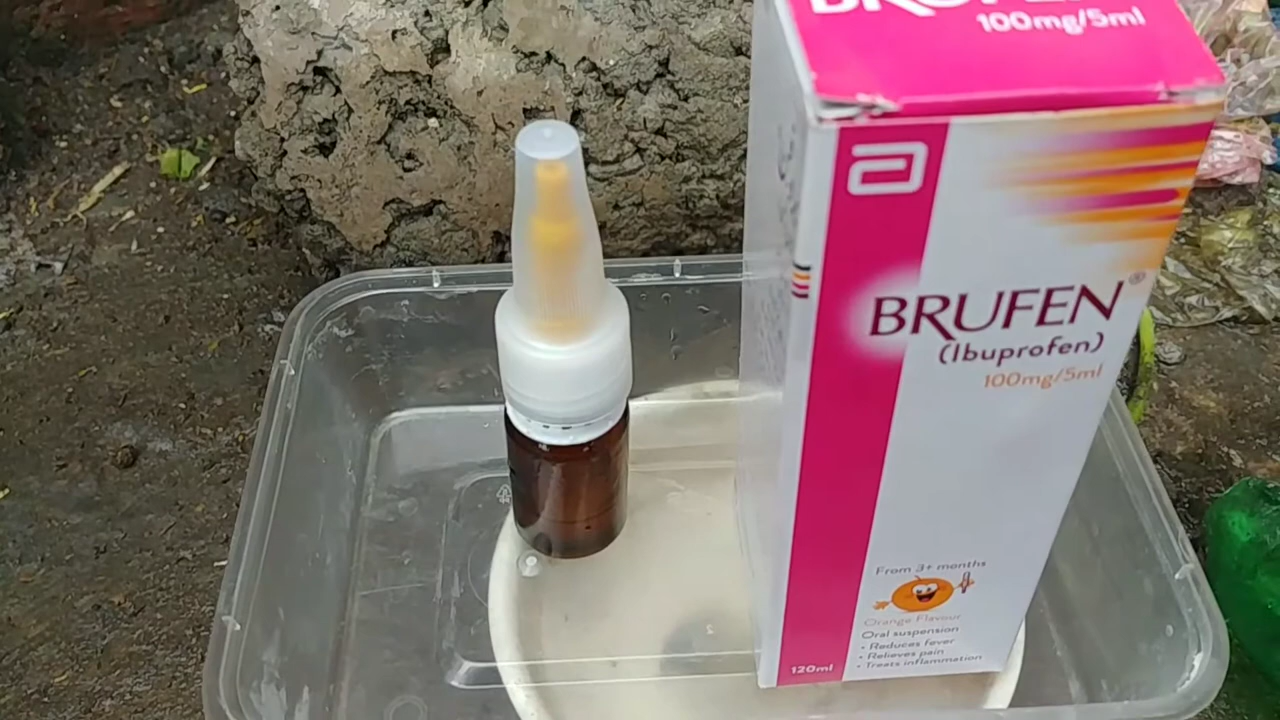 BRUFEN
100mg/5ml
BRUFEN®
(Ibuprofen)
100mg/5ml
From 3+ months
Orange Flavour
Oral suspension
• Reduces fever
• Relieves pain
• Treats inflammation
120ml